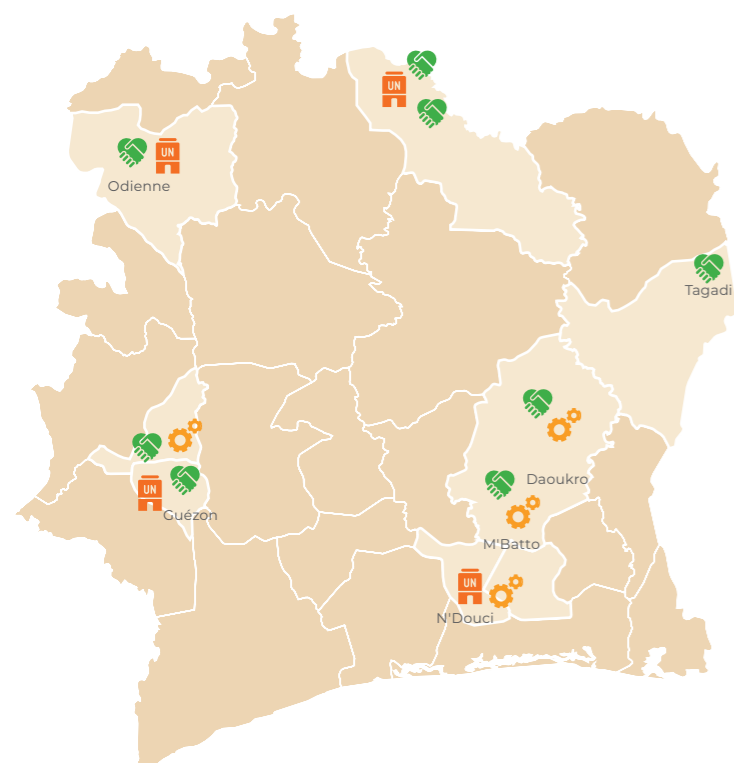 UN
UN
Odienne
Tagadi
Daoukro
UN
Guézon
M'Batto
UN
N'Douci